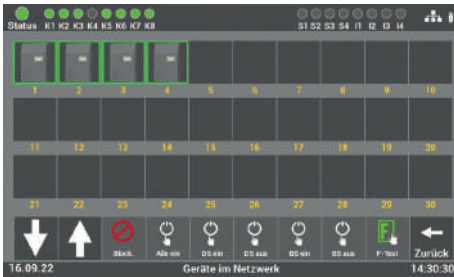 Status K1 K2 K3 K4 K5 K6 K7 K8 S1 S2 S3 S4 I1 I2 I3 I4
1 2 3 4 5 6 7 8 9 10
11 12 13 14 15 16 17 18 19 20
21 22 23 24 25 26 27 28 29 30
Block. Alle ein DS ein DS aus BS ein BS aus F-Test Zurück
16.09.22 Geräte im Netzwerk 14:30:30